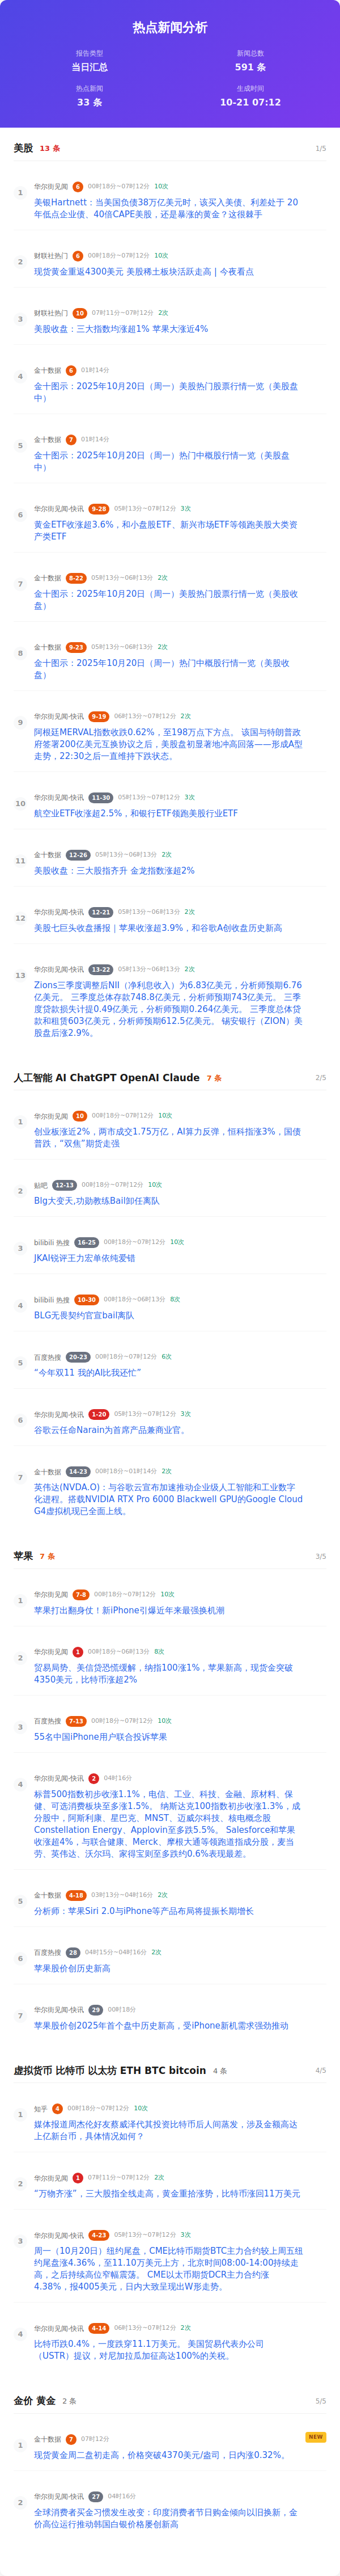 热点新闻分析
报告类型
新闻总数
当日汇总
591 条
热点新闻
生成时间
33 条
10-21 07:12
美股 13 条 1/5
1
华尔街见闻 6 00时18分~07时12分 10次
美银Hartnett：当美国负债38万亿美元时，该买入美债、利差处于 20
年低点企业债、40倍CAPE美股，还是暴涨的黄金？这很棘手
2
财联社热门 6 00时18分~07时12分 10次
现货黄金重返4300美元 美股稀土板块活跃走高 | 今夜看点
3
财联社热门 10 07时11分~07时12分 2次
美股收盘：三大指数均涨超1% 苹果大涨近4%
4
金十数据 6 01时14分
金十图示：2025年10月20日（周一）美股热门股票行情一览（美股盘
中）
5
金十数据 7 01时14分
金十图示：2025年10月20日（周一）热门中概股行情一览（美股盘
中）
6
华尔街见闻-快讯 9-28 05时13分~07时12分 3次
黄金ETF收涨超3.6%，和小盘股ETF、新兴市场ETF等领跑美股大类资
产类ETF
7
金十数据 8-22 05时13分~06时13分 2次
金十图示：2025年10月20日（周一）美股热门股票行情一览（美股收
盘）
8
金十数据 9-23 05时13分~06时13分 2次
金十图示：2025年10月20日（周一）热门中概股行情一览（美股收
盘）
9
华尔街见闻-快讯 9-19 06时13分~07时12分 2次
阿根廷MERVAL指数收跌0.62%，至198万点下方点。 该国与特朗普政
府签署200亿美元互换协议之后，美股盘初显著地冲高回落——形成A型
走势，22:30之后一直维持下跌状态。
10
华尔街见闻-快讯 11-30 05时13分~07时12分 3次
航空业ETF收涨超2.5%，和银行ETF领跑美股行业ETF
11
金十数据 12-26 05时13分~06时13分 2次
美股收盘：三大股指齐升 金龙指数涨超2%
12
华尔街见闻-快讯 12-21 05时13分~06时13分 2次
美股七巨头收盘播报｜苹果收涨超3.9%，和谷歌A创收盘历史新高
13
华尔街见闻-快讯 13-22 05时13分~06时13分 2次
Zions三季度调整后NII（净利息收入）为6.83亿美元，分析师预期6.76
亿美元。 三季度总体存款748.8亿美元，分析师预期743亿美元。 三季
度贷款损失计提0.49亿美元，分析师预期0.264亿美元。 三季度总体贷
款和租赁603亿美元，分析师预期612.5亿美元。 锡安银行（ZION）美
股盘后涨2.9%。
人工智能 AI ChatGPT OpenAI Claude 7 条 2/5
1
华尔街见闻 10 00时18分~07时12分 10次
创业板涨近2%，两市成交1.75万亿，AI算力反弹，恒科指涨3%，国债
普跌，“双焦”期货走强
2
贴吧 12-13 00时18分~07时12分 10次
Blg大变天,功勋教练Bail卸任离队
3
bilibili 热搜 16-25 00时18分~07时12分 10次
JKAI锐评王力宏单依纯爱错
4
bilibili 热搜 10-30 00时18分~06时13分 8次
BLG无畏契约官宣bail离队
5
百度热搜 20-23 00时18分~07时12分 6次
“今年双11 我的AI比我还忙”
6
华尔街见闻-快讯 1-20 05时13分~07时12分 3次
谷歌云任命Narain为首席产品兼商业官。
7
金十数据 14-23 00时18分~01时14分 2次
英伟达(NVDA.O)：与谷歌云宣布加速推动企业级人工智能和工业数字
化进程。搭载NVIDIA RTX Pro 6000 Blackwell GPU的Google Cloud
G4虚拟机现已全面上线。
苹果 7 条 3/5
1
华尔街见闻 7-8 00时18分~07时12分 10次
苹果打出翻身仗！新iPhone引爆近年来最强换机潮
2
华尔街见闻 1 00时18分~06时13分 8次
贸易局势、美信贷恐慌缓解，纳指100涨1%，苹果新高，现货金突破
4350美元，比特币涨超2%
3
百度热搜 7-13 00时18分~07时12分 10次
55名中国iPhone用户联合投诉苹果
4
华尔街见闻-快讯 2 04时16分
标普500指数初步收涨1.1%，电信、工业、科技、金融、原材料、保
健、可选消费板块至多涨1.5%。 纳斯达克100指数初步收涨1.3%，成
分股中，阿斯利康、星巴克、MNST、迈威尔科技、核电概念股
Constellation Energy、Applovin至多跌5.5%。 Salesforce和苹果
收涨超4%，与联合健康、Merck、摩根大通等领跑道指成分股，麦当
劳、英伟达、沃尔玛、家得宝则至多跌约0.6%表现最差。
5
金十数据 4-18 03时13分~04时16分 2次
分析师：苹果Siri 2.0与iPhone等产品布局将提振长期增长
6
百度热搜 28 04时15分~04时16分 2次
苹果股价创历史新高
7
华尔街见闻-快讯 29 00时18分
苹果股价创2025年首个盘中历史新高，受iPhone新机需求强劲推动
虚拟货币 比特币 以太坊 ETH BTC bitcoin 4 条 4/5
1
知乎 4 00时18分~07时12分 10次
媒体报道周杰伦好友蔡威泽代其投资比特币后人间蒸发，涉及金额高达
上亿新台币，具体情况如何？
2
华尔街见闻 1 07时11分~07时12分 2次
“万物齐涨”，三大股指全线走高，黄金重拾涨势，比特币涨回11万美元
3
华尔街见闻-快讯 4-23 05时13分~07时12分 3次
周一（10月20日）纽约尾盘，CME比特币期货BTC主力合约较上周五纽
约尾盘涨4.36%，至11.10万美元上方，北京时间08:00-14:00持续走
高，之后持续高位窄幅震荡。 CME以太币期货DCR主力合约涨
4.38%，报4005美元，日内大致呈现出W形走势。
4
华尔街见闻-快讯 4-14 06时13分~07时12分 2次
比特币跌0.4%，一度跌穿11.1万美元。 美国贸易代表办公司
（USTR）提议，对尼加拉瓜加征高达100%的关税。
金价 黄金 2 条 5/5
1
金十数据 7 07时12分
NEW
现货黄金周二盘初走高，价格突破4370美元/盎司，日内涨0.32%。
2
华尔街见闻-快讯 27 04时16分
全球消费者买金习惯发生改变：印度消费者节日购金倾向以旧换新，金
价高位运行推动韩国白银价格屡创新高